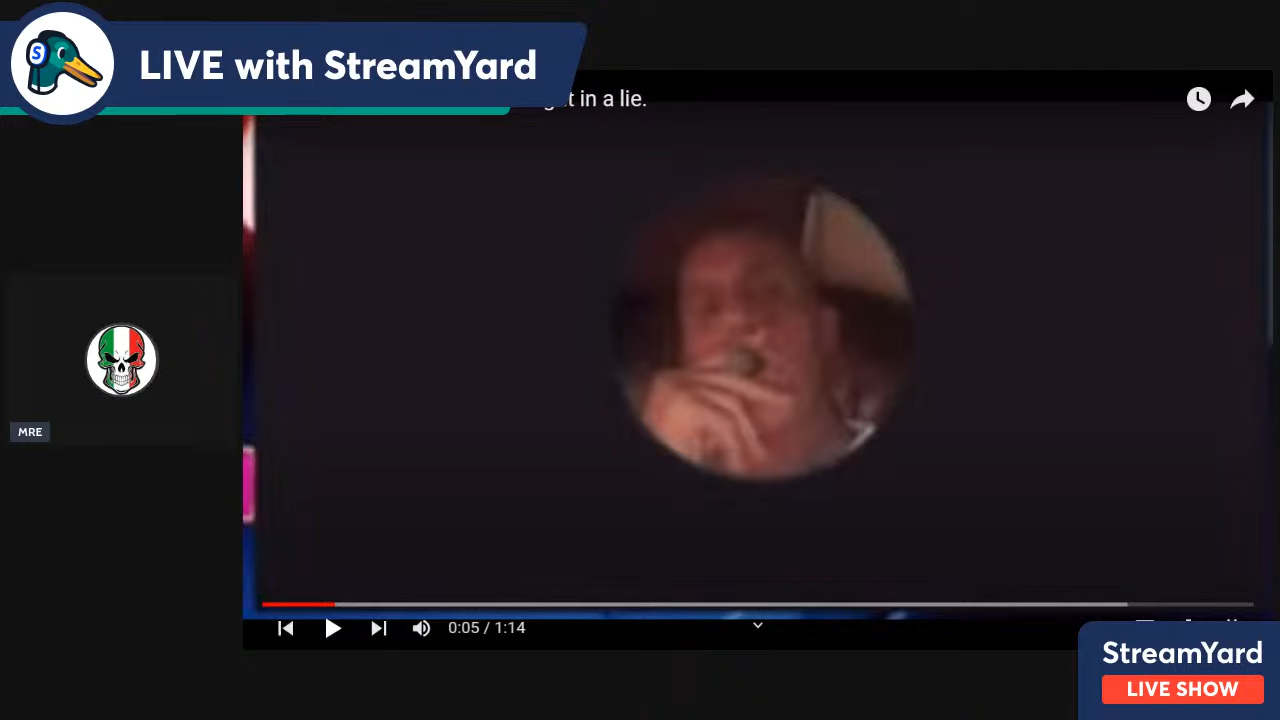 LIVE with StreamYard
in a lie.
S
MRE
0:05 / 1:14
StreamYard
LIVE SHOW